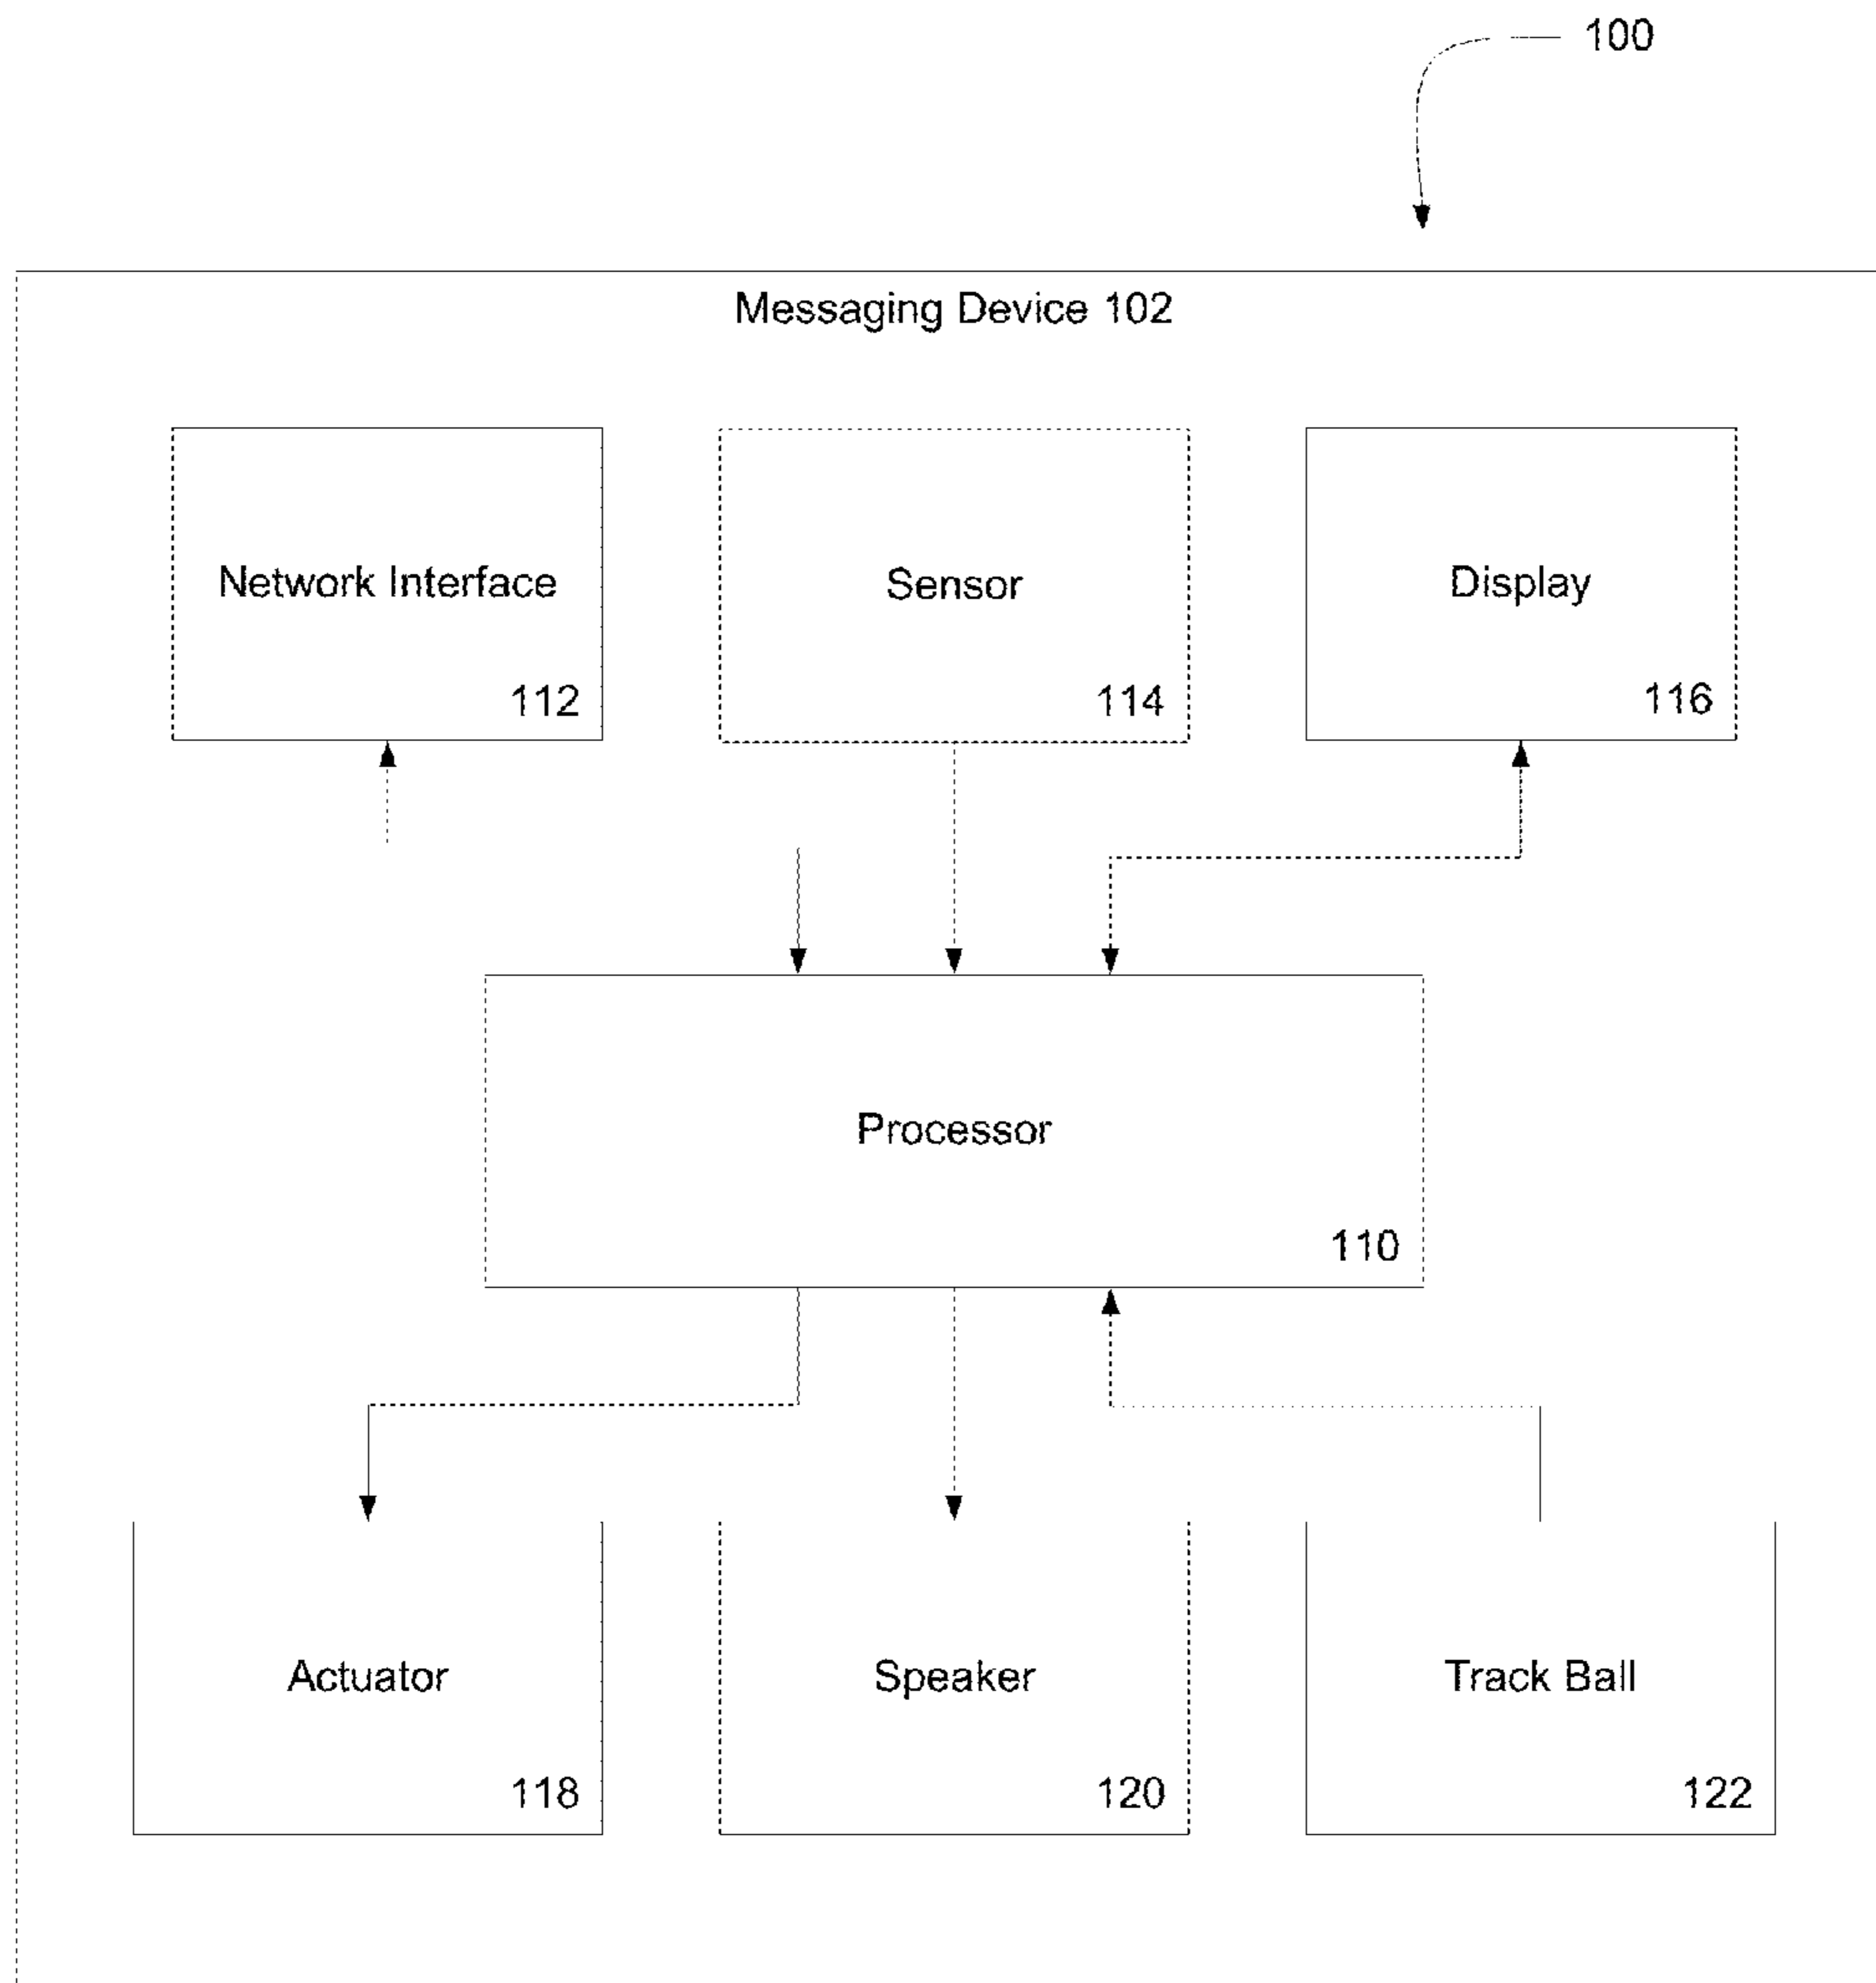 100
Messaging Device 102
Network Interface
112
Sensor
114
Display
116
Processor
110
Actuator
118
Speaker
120
Track Ball
122